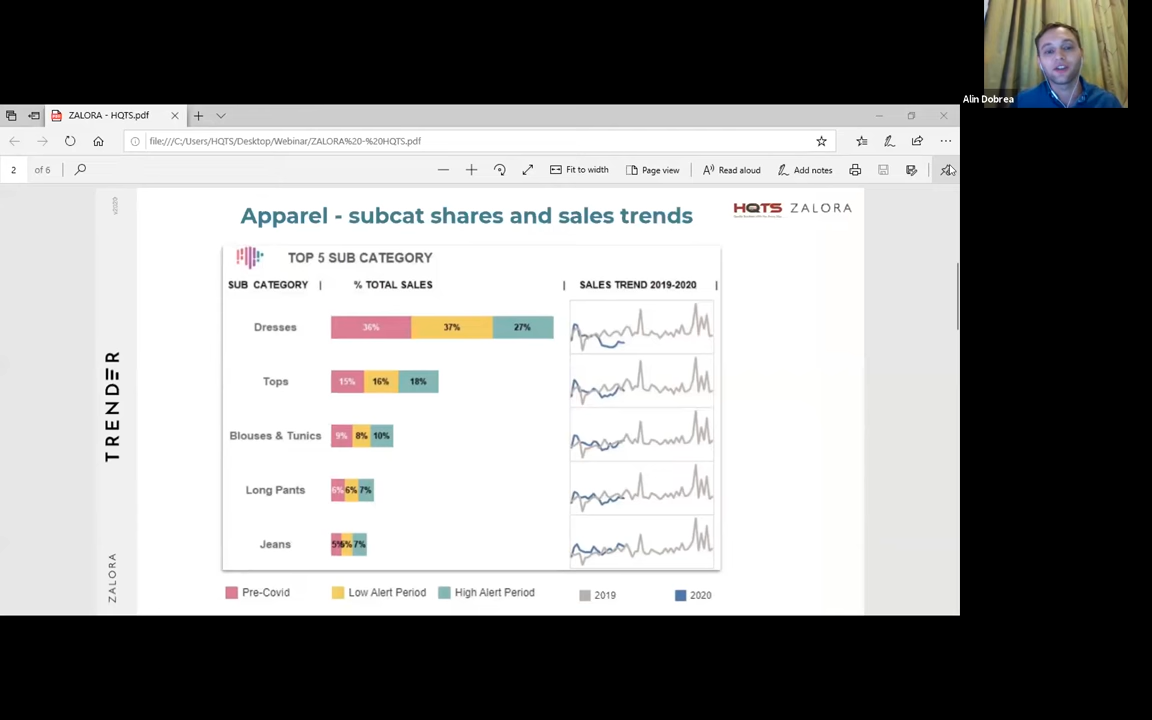 Alin Dobrea
ZALORA - HQTS.pdf
file:///C:/Users/HQTS/Desktop/Webinar/ZALORA%20-%20HQTS.pdf
2 of 6
Fit to width
Page view
Read aloud
Add notes
Apparel - subcat shares and sales trends
HQTS ZALORA
TOP 5 SUB CATEGORY
SUB CATEGORY | % TOTAL SALES | SALES TREND 2019-2020 |
Dresses 36% 37% 27%
Tops 15% 16% 18%
Blouses & Tunics 9% 8% 10%
Long Pants 6% 6% 7%
Jeans 5% 5% 7%
Pre-Covid Low Alert Period High Alert Period 2019 2020
TRENDER
ZALORA